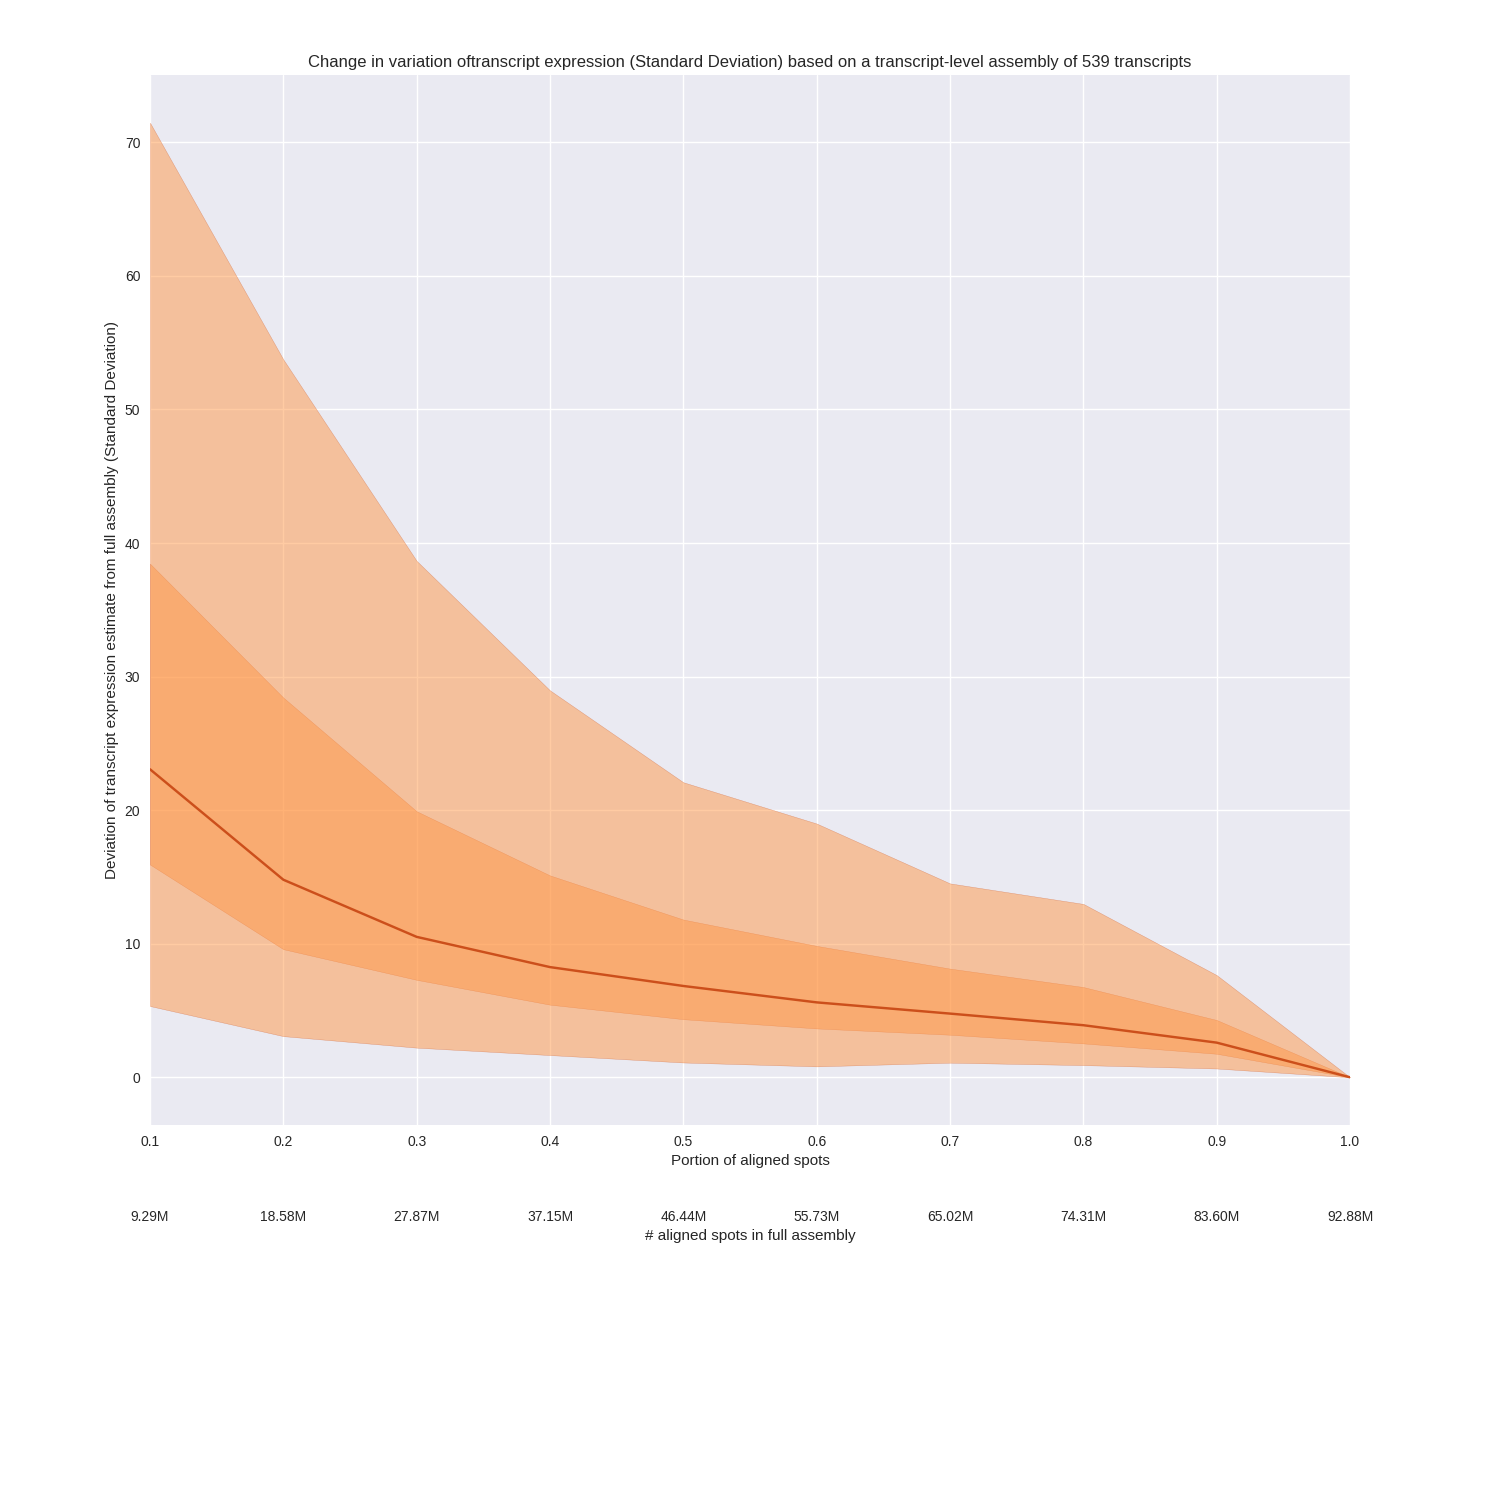 Change in variation oftranscript expression (Standard Deviation) based on a transcript-level assembly of 539 transcripts
Deviation of transcript expression estimate from full assembly (Standard Deviation)
70
60
50
40
30
20
10
0
0.1 0.2 0.3 0.4 0.5 0.6 0.7 0.8 0.9 1.0
Portion of aligned spots
9.29M 18.58M 27.87M 37.15M 46.44M 55.73M 65.02M 74.31M 83.60M 92.88M
# aligned spots in full assembly